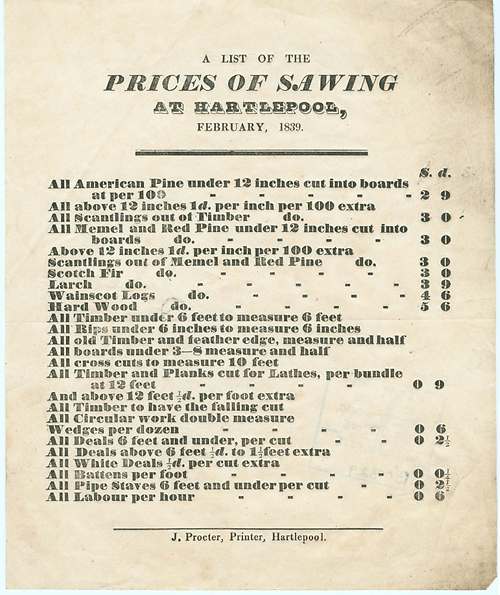 A LIST OF THE
PRICES OF SAWING
AT HARTLEPOOL,
FEBRUARY, 1839.
S. d.
All American Pine under 12 inches cut into boards
at per 100 " " " " 2 9
All above 12 inches 1d. per inch per 100 extra
All Scantlings out of Timber do. " " 3 0
All Memel and Red Pine under 12 inches cut into
boards do. " " " " " 3 0
Above 12 inches 1d. per inch per 100 extra
Scantlings out of Memel and Red Pine do. 3 0
Scotch Fir do. " " " " " 3 0
Larch do. " " " " " 3 9
Wainscot Logs do. " " " " 4 6
Hard Wood do. " " " " 5 6
All Timber under 6 feet to measure 6 feet
All Rips under 6 inches to measure 6 inches
All old Timber and feather edge, measure and half
All boards under 3—8 measure and half
All cross cuts to measure 10 feet
All Timber and Planks cut for Lathes, per bundle
at 12 feet " " " " 0 9
And above 12 feet ½d. per foot extra
All Timber to have the falling cut
All Circular work double measure
Wedges per dozen " " " " 0 6
All Deals 6 feet and under, per cut " " 0 2½
All Deals above 6 feet ½d. to 1½feet extra
All White Deals ½d. per cut extra
All Battens per foot " " " " 0 0½
All Pipe Staves 6 feet and under per cut " 0 2½
All Labour per hour " " " " 0 6
J. Procter, Printer, Hartlepool.